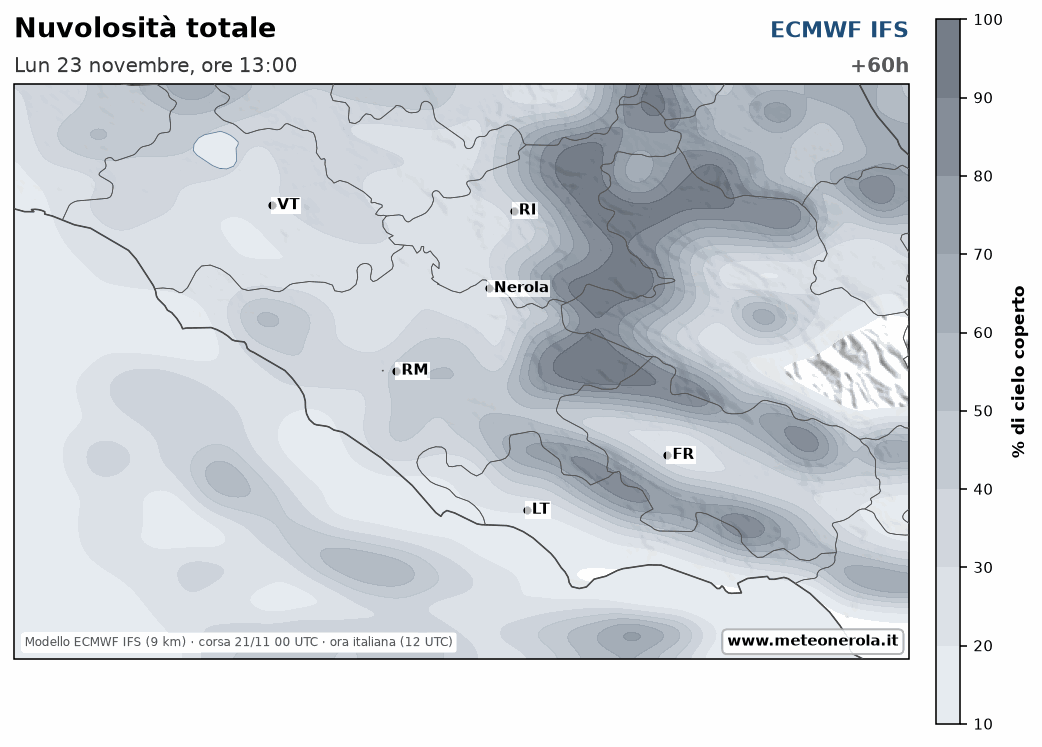 Nuvolosità totale
ECMWF IFS
Lun 23 novembre, ore 13:00
+60h
VT
RI
Nerola
RM
FR
LT
Modello ECMWF IFS (9 km) · corsa 21/11 00 UTC · ora italiana (12 UTC)
www.meteonerola.it
100
90
80
70
60
50
40
30
20
10
% di cielo coperto